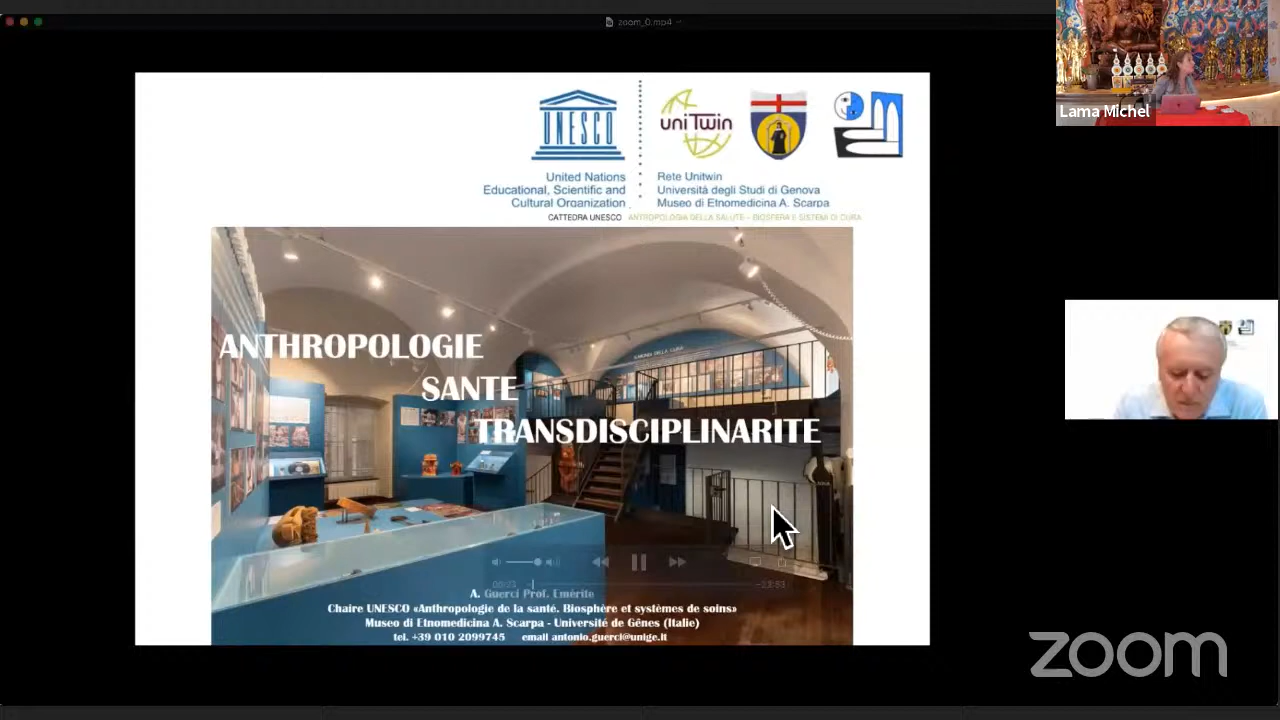 zoom_0.mp4
Lama Michel
UNESCO
uniTwin
United Nations
Educational, Scientific and
Cultural Organization
Rete Unitwin
Università degli Studi di Genova
Museo di Etnomedicina A. Scarpa
CATTEDRA UNESCO ANTROPOLOGIA DELLA SALUTE - BIOSFERA E SISTEMI DI CURA
ANTHROPOLOGIE
SANTE
TRANSDISCIPLINARITE
A. Guerci Prof. Emérite
Chaire UNESCO «Anthropologie de la santé. Biosphère et systèmes de soins»
Museo di Etnomedicina A. Scarpa - Université de Gênes (Italie)
tel. +39 010 2099745 email antonio.guerci@unige.it
zoom